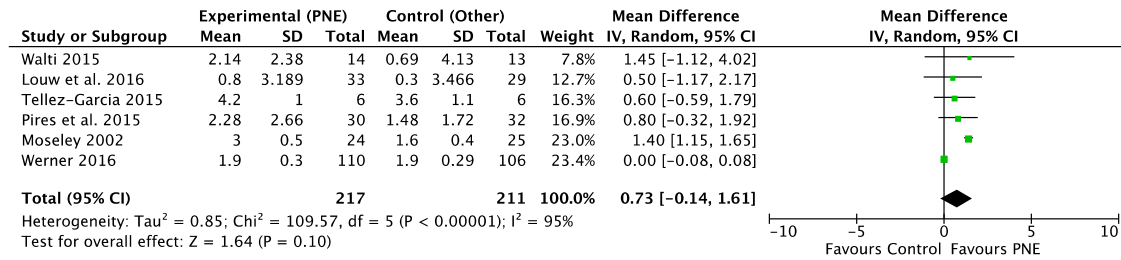 Experimental (PNE) Control (Other) Mean Difference Mean Difference
Study or Subgroup Mean SD Total Mean SD Total Weight IV, Random, 95% CI IV, Random, 95% CI
Walti 2015 2.14 2.38 14 0.69 4.13 13 7.8% 1.45 [-1.12, 4.02]
Louw et al. 2016 0.8 3.189 33 0.3 3.466 29 12.7% 0.50 [-1.17, 2.17]
Tellez-Garcia 2015 4.2 1 6 3.6 1.1 6 16.3% 0.60 [-0.59, 1.79]
Pires et al. 2015 2.28 2.66 30 1.48 1.72 32 16.9% 0.80 [-0.32, 1.92]
Moseley 2002 3 0.5 24 1.6 0.4 25 23.0% 1.40 [1.15, 1.65]
Werner 2016 1.9 0.3 110 1.9 0.29 106 23.4% 0.00 [-0.08, 0.08]
Total (95% CI) 217 211 100.0% 0.73 [-0.14, 1.61]
Heterogeneity: Tau² = 0.85; Chi² = 109.57, df = 5 (P < 0.00001); I² = 95%
Test for overall effect: Z = 1.64 (P = 0.10)
-10 -5 0 5 10
Favours Control Favours PNE